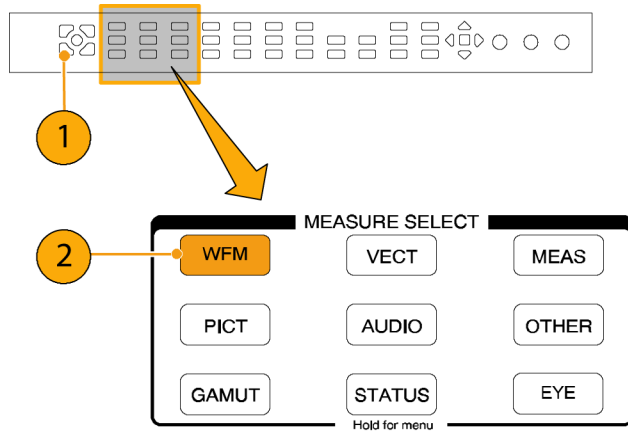 1
MEASURE SELECT
2
WFM VECT MEAS
PICT AUDIO OTHER
GAMUT STATUS EYE
Hold for menu